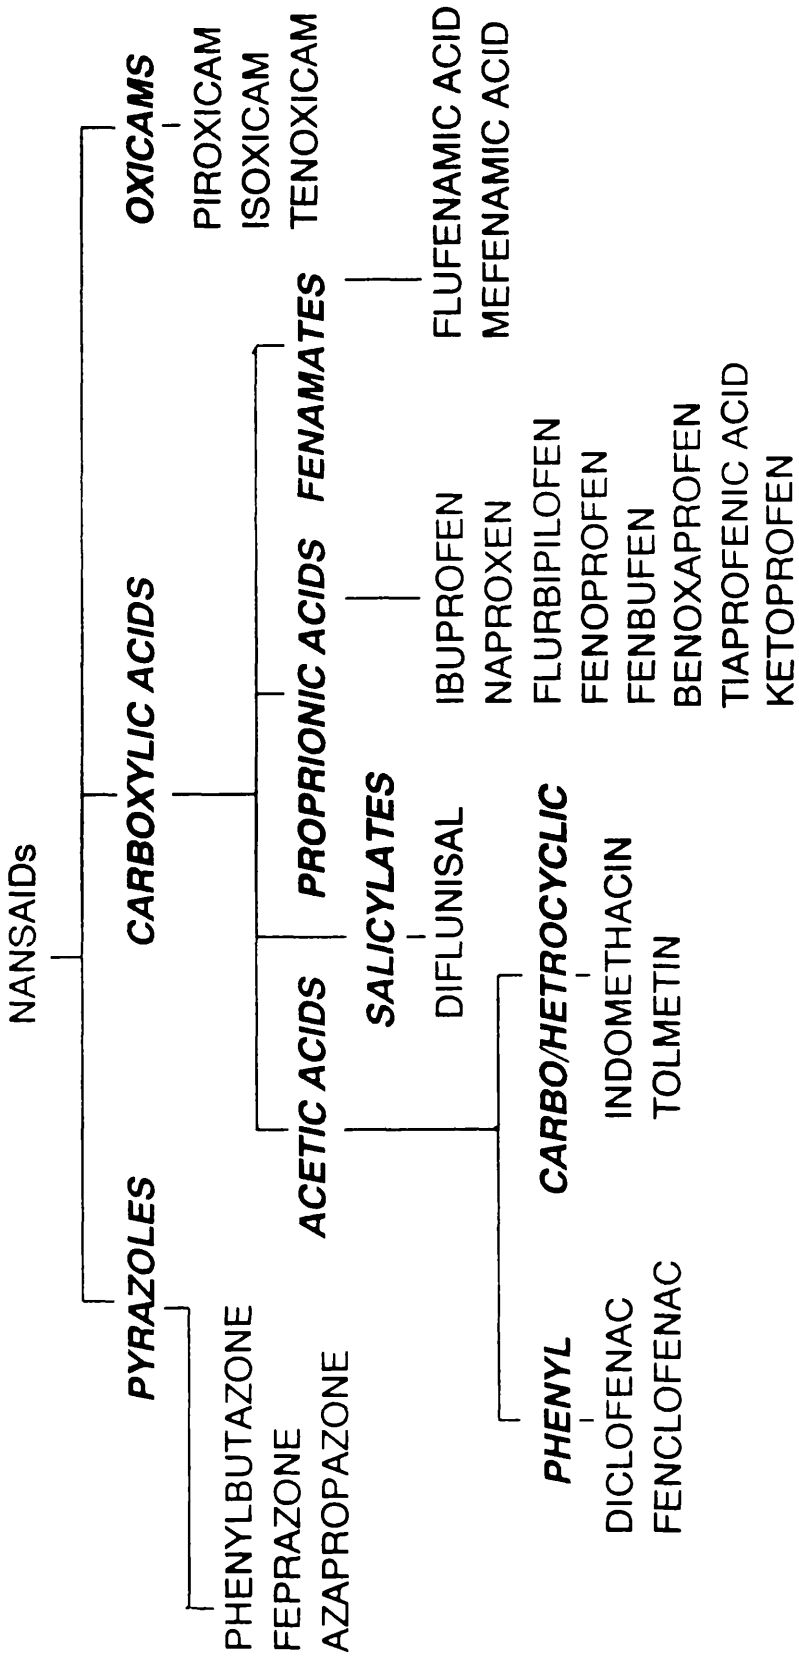 NANSAIDs
PYRAZOLES
CARBOXYLIC ACIDS
OXICAMS
PHENYLBUTAZONE
FEPRAZONE
AZAPROPAZONE
PIROXICAM
ISOXICAM
TENOXICAM
ACETIC ACIDS
PROPRIONIC ACIDS
FENAMATES
SALICYLATES
DIFLUNISAL
IBUPROFEN
NAPROXEN
FLURBIPILOFEN
FENOPROFEN
FENBUFEN
BENOXAPROFEN
TIAPROFENIC ACID
KETOPROFEN
FLUFENAMIC ACID
MEFENAMIC ACID
PHENYL
CARBO/HETROCYCLIC
DICLOFENAC
FENCLOFENAC
INDOMETHACIN
TOLMETIN